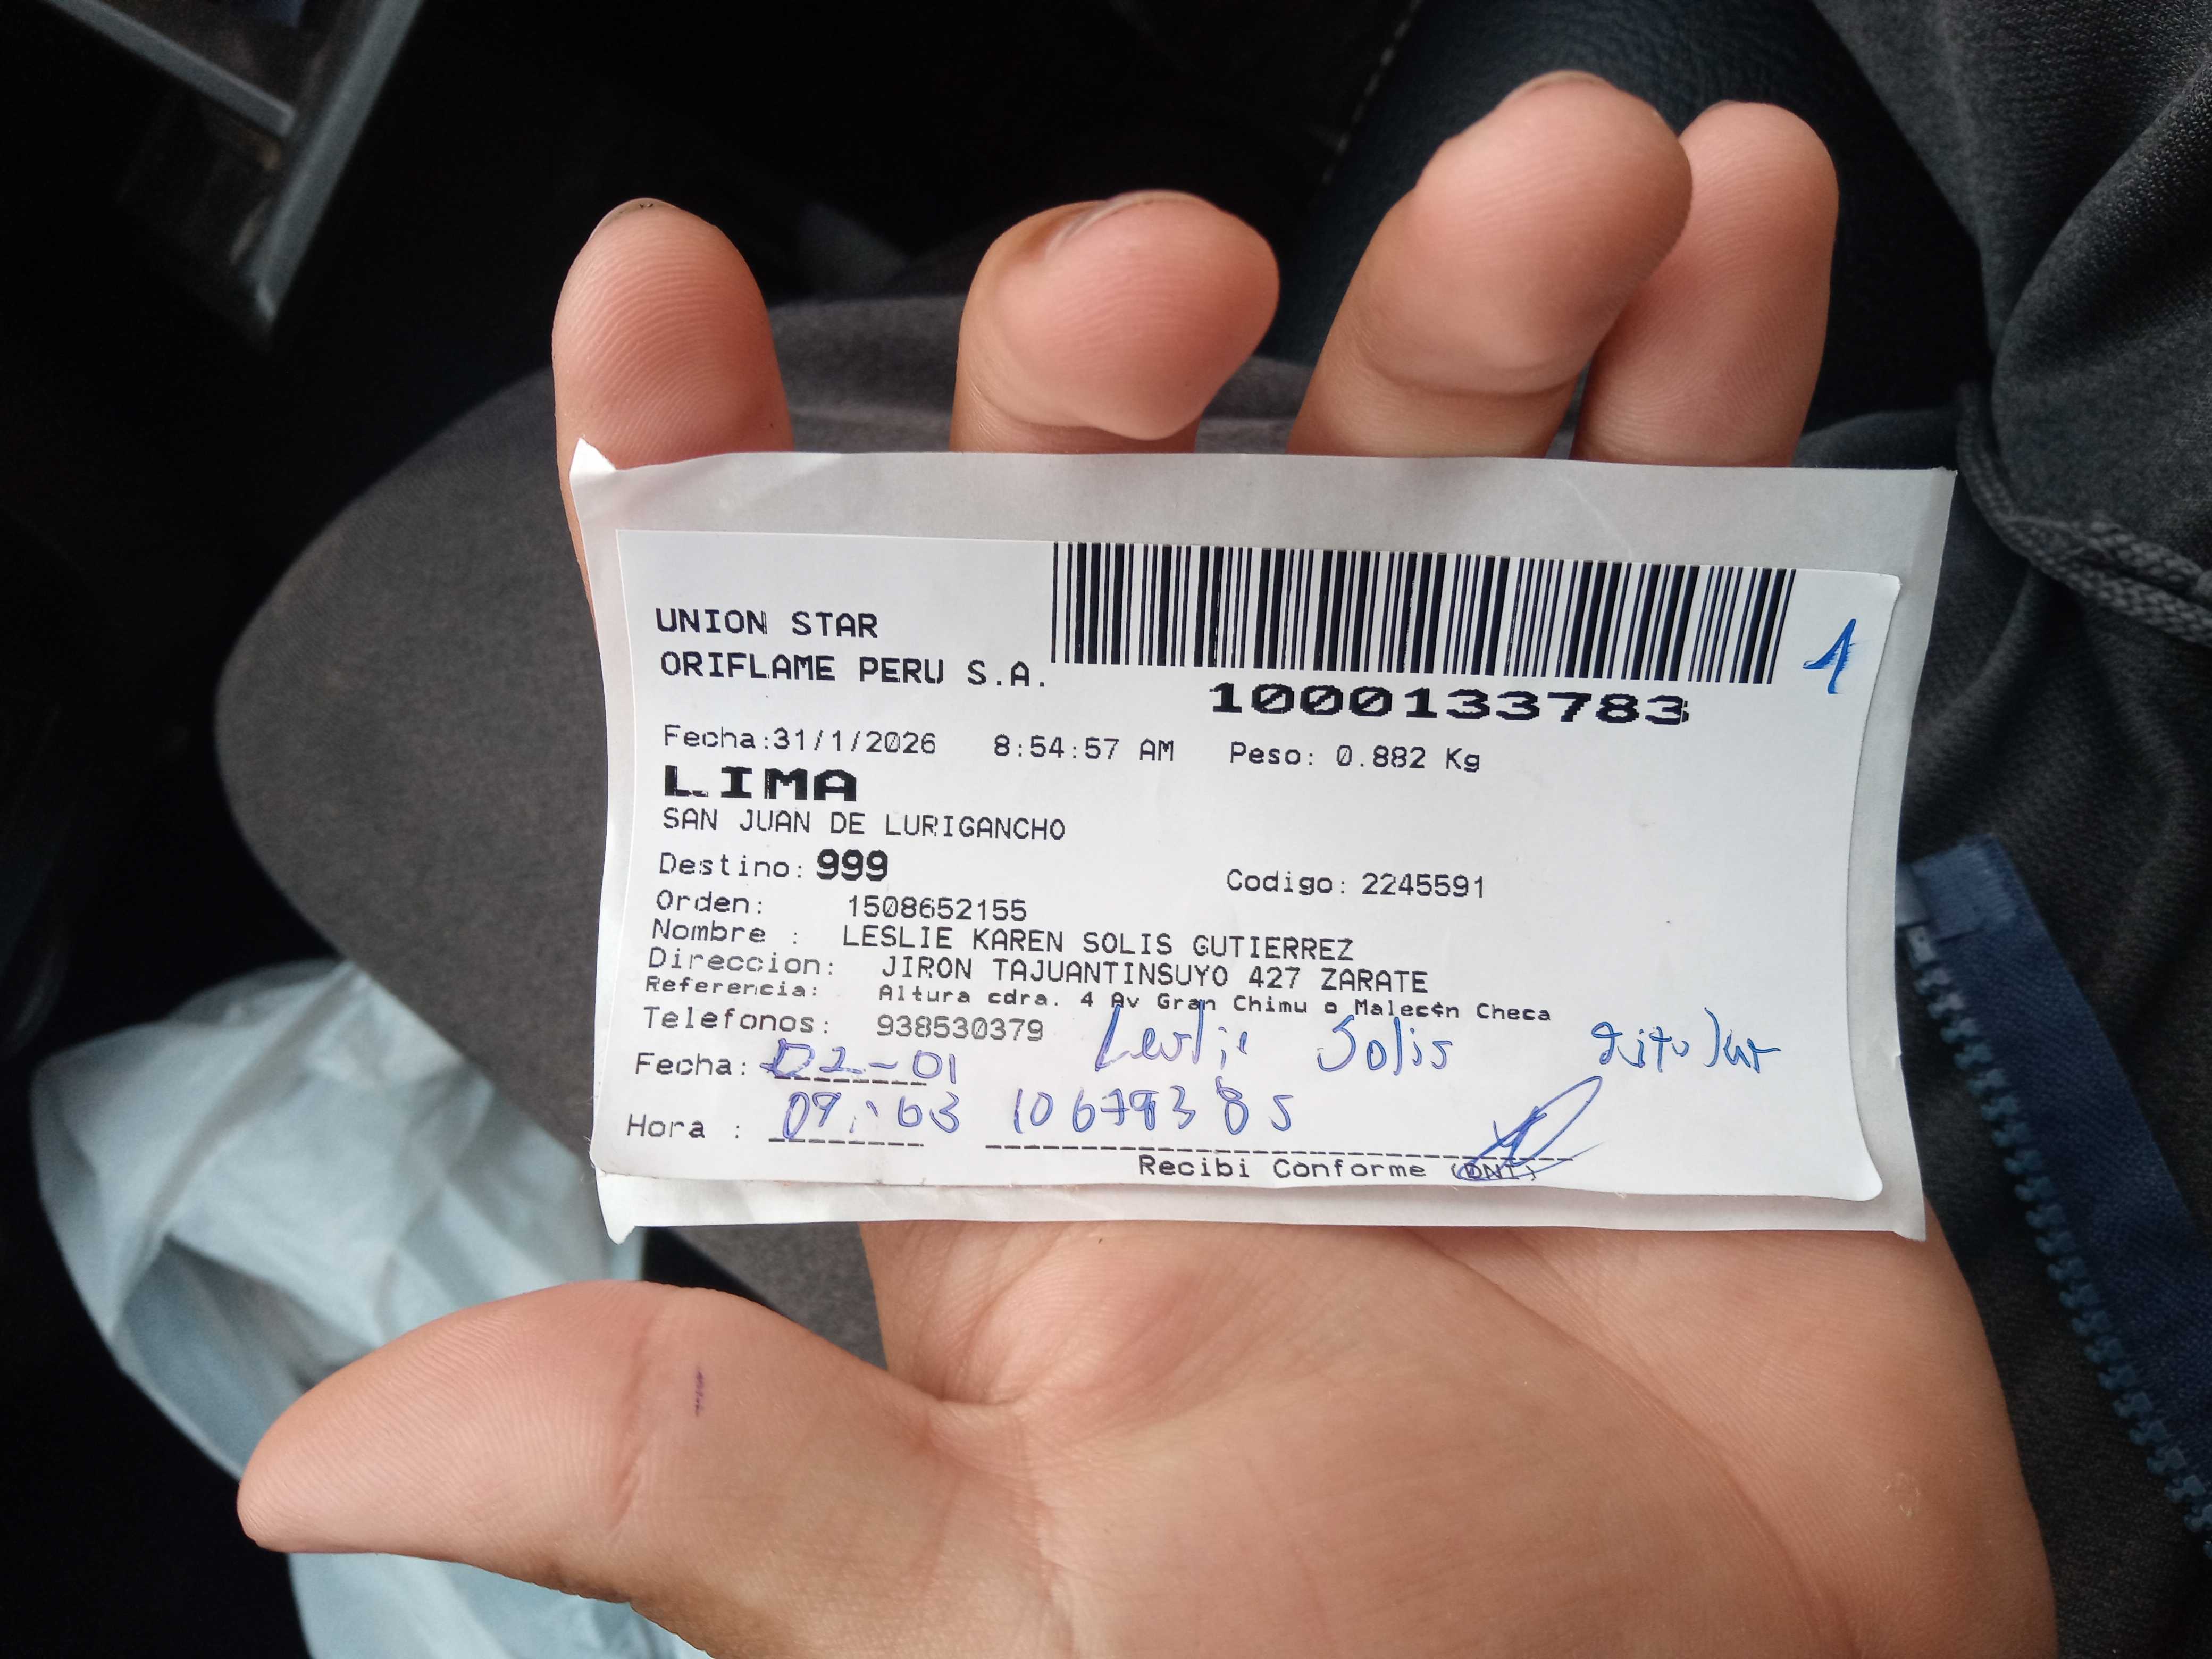 UNION STAR
ORIFLAME PERU S.A.
1
1000133783
Fecha:31/1/2026 8:54:57 AM Peso: 0.882 Kg
LIMA
SAN JUAN DE LURIGANCHO
Destino: 999 Codigo: 2245591
Orden: 1508652155
Nombre : LESLIE KAREN SOLIS GUTIERREZ
Direccion: JIRON TAJUANTINSUYO 427 ZARATE
Referencia: Altura cdra. 4 Av Gran Chimu o Malecón Checa
Telefonos: 938530379 Leslie Solis titular
Fecha: 02-01
Hora :
Recibi Conforme (DNI)